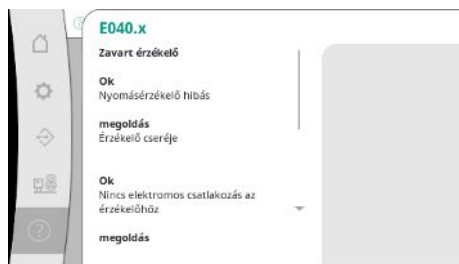 E040.x
Zavart érzékelő
Ok
Nyomásérzékelő hibás
megoldás
Érzékelő cseréje
Ok
Nincs elektromos csatlakozás az
érzékelőhöz
megoldás